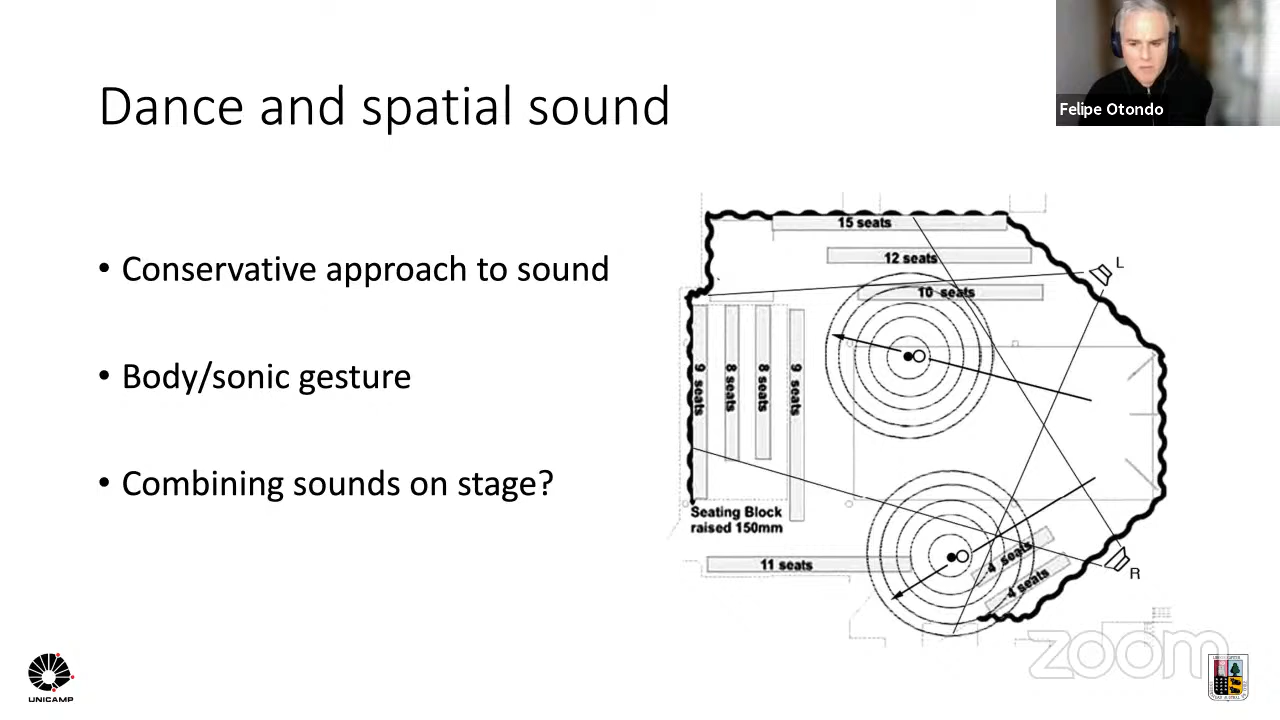 Dance and spatial sound
Felipe Otondo
• Conservative approach to sound
• Body/sonic gesture
• Combining sounds on stage?
15 seats
12 seats
10 seats
L
9 seats
8 seats
8 seats
9 seats
Seating Block
raised 150mm
11 seats
4 seats
4 seats
R
zoom
UNICAMP